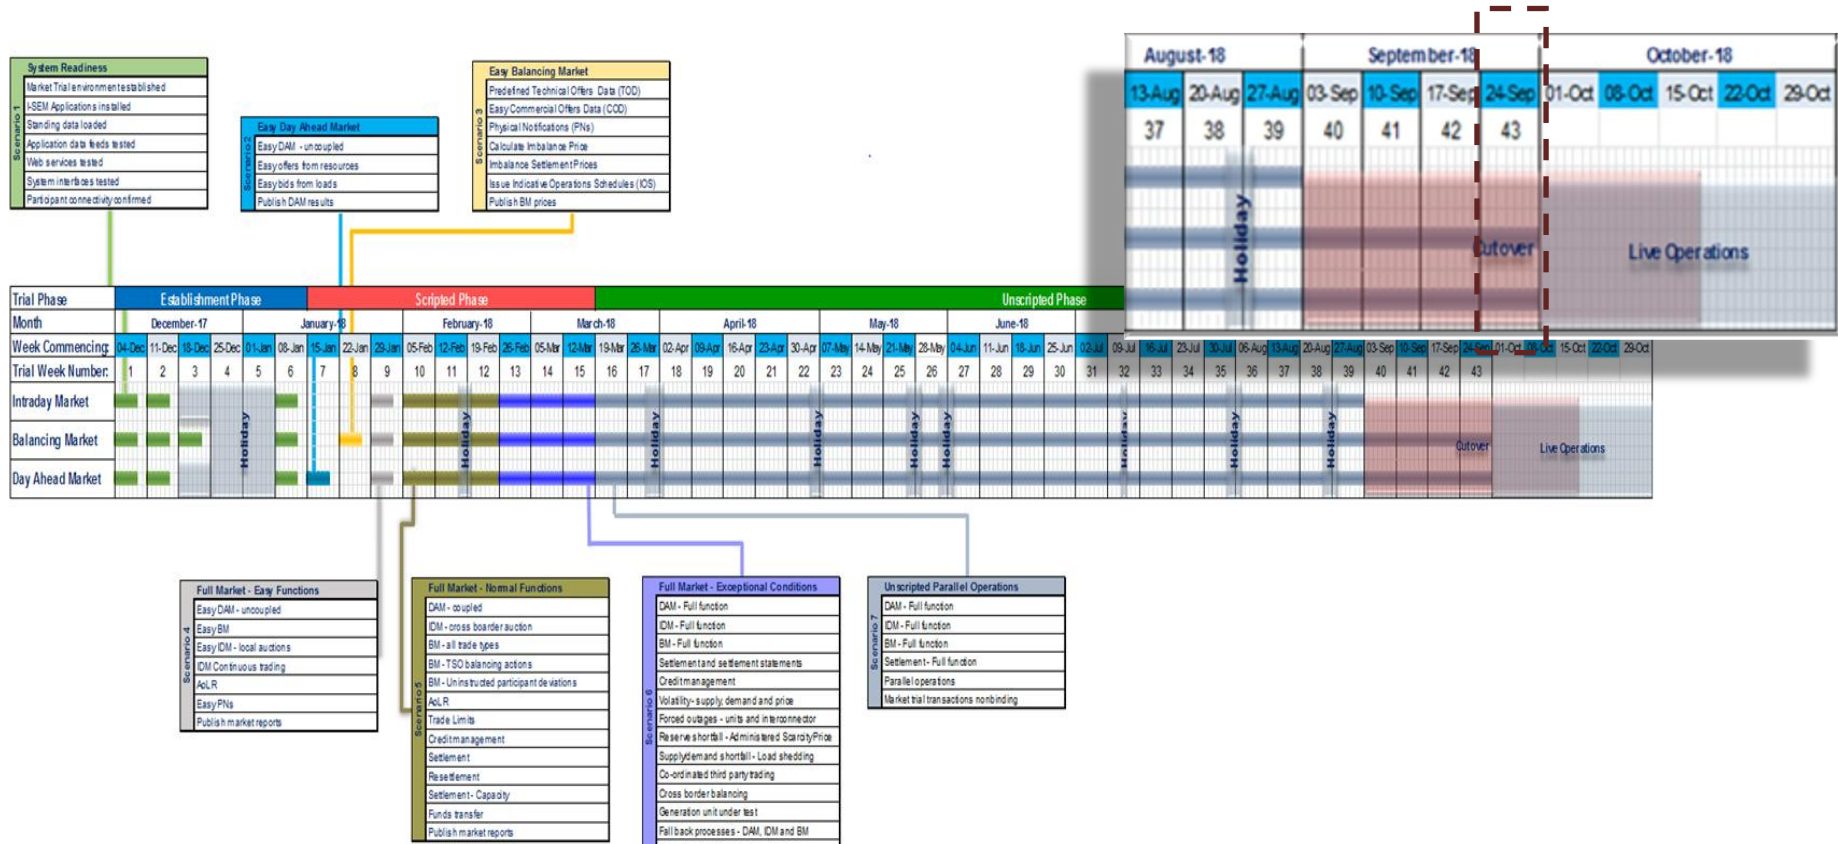 System Readiness
Scenario 1
Market Trial environment established
I-SEM Applications installed
Standing data loaded
Application data feeds tested
Web services tested
System interfaces tested
Participant connectivity confirmed
Easy Day Ahead Market
Scenario 2
Easy DAM - uncoupled
Easy offers from resources
Easy bids from loads
Publish DAM results
Easy Balancing Market
Scenario 3
Predefined Technical Offers Data (TOD)
Easy Commercial Offers Data (COD)
Physical Notifications (PNs)
Calculate Imbalance Price
Imbalance Settlement Prices
Issue Indicative Operations Schedules (IOS)
Publish BM prices
August-18 September-18 October-18
13-Aug 20-Aug 27-Aug 03-Sep 10-Sep 17-Sep 24-Sep 01-Oct 08-Oct 15-Oct 22-Oct 29-Oct
37 38 39 40 41 42 43
Holiday
Cutover
Live Operations
Trial Phase Establishment Phase Scripted Phase Unscripted Phase
Month December-17 January-18 February-18 March-18 April-18 May-18 June-18
Week Commencing: 04-Dec 11-Dec 18-Dec 25-Dec 01-Jan 08-Jan 15-Jan 22-Jan 29-Jan 05-Feb 12-Feb 19-Feb 26-Feb 05-Mar 12-Mar 19-Mar 26-Mar 02-Apr 09-Apr 16-Apr 23-Apr 30-Apr 07-May 14-May 21-May 28-May 04-Jun 11-Jun 18-Jun 25-Jun 02-Jul 09-Jul 16-Jul 23-Jul 30-Jul 06-Aug 13-Aug 20-Aug 27-Aug 03-Sep 10-Sep 17-Sep 24-Sep 01-Oct 08-Oct 15-Oct 22-Oct 29-Oct
Trial Week Number: 1 2 3 4 5 6 7 8 9 10 11 12 13 14 15 16 17 18 19 20 21 22 23 24 25 26 27 28 29 30 31 32 33 34 35 36 37 38 39 40 41 42 43
Intraday Market
Balancing Market
Day Ahead Market
Holiday
Holiday
Holiday
Holiday
Holiday
Holiday
Holiday
Holiday
Holiday
Cutover
Live Operations
Full Market - Easy Functions
Scenario 4
Easy DAM - uncoupled
Easy BM
Easy IDM - local auctions
IDM Continuous trading
AoLR
Easy PNs
Publish market reports
Full Market - Normal Functions
Scenario 5
DAM - coupled
IDM - cross boarder auction
BM - all trade types
BM - TSO balancing actions
BM - Uninstructed participant deviations
AoLR
Trade Limits
Credit management
Settlement
Resettlement
Settlement - Capacity
Funds transfer
Publish market reports
Full Market - Exceptional Conditions
Scenario 6
DAM - Full function
IDM - Full function
BM - Full function
Settlement and settlement statements
Credit management
Volatility - supply, demand and price
Forced outages - units and interconnector
Reserve shortfall - Administered Scarcity Price
Supply/demand shortfall - Load shedding
Co-ordinated third party trading
Cross border balancing
Generation unit under test
Fall back processes - DAM, IDM and BM
Unscripted Parallel Operations
Scenario 7
DAM - Full function
IDM - Full function
BM - Full function
Settlement - Full function
Parallel operations
Market trial transactions nonbinding